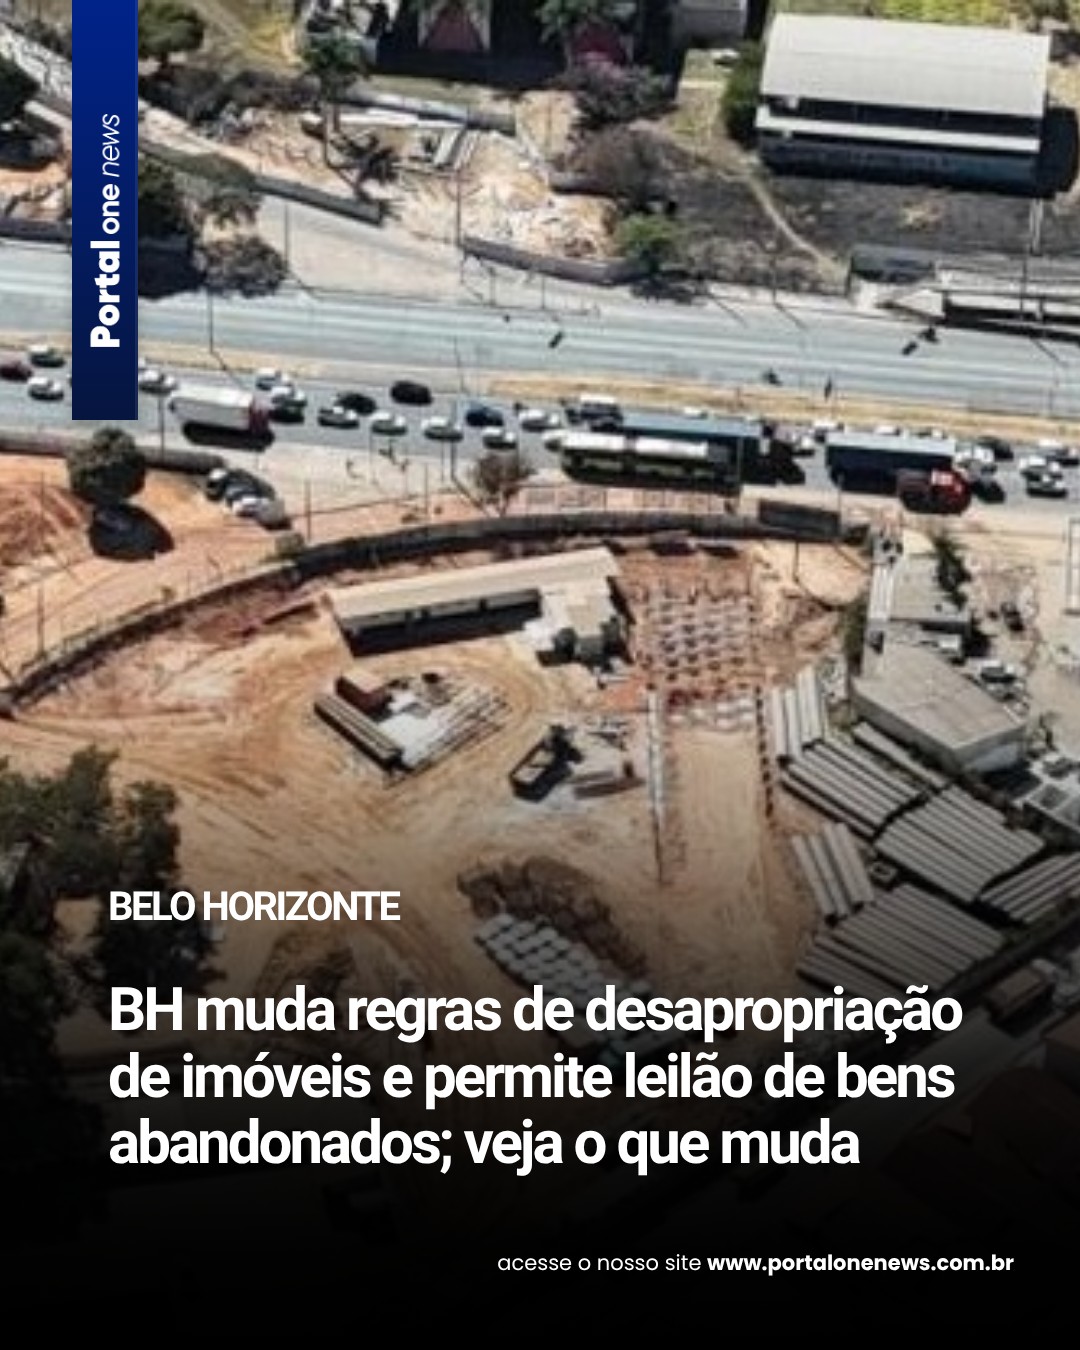 Portal one news
BELO HORIZONTE
BH muda regras de desapropriação
de imóveis e permite leilão de bens
abandonados; veja o que muda
acesse o nosso site www.portalonenews.com.br